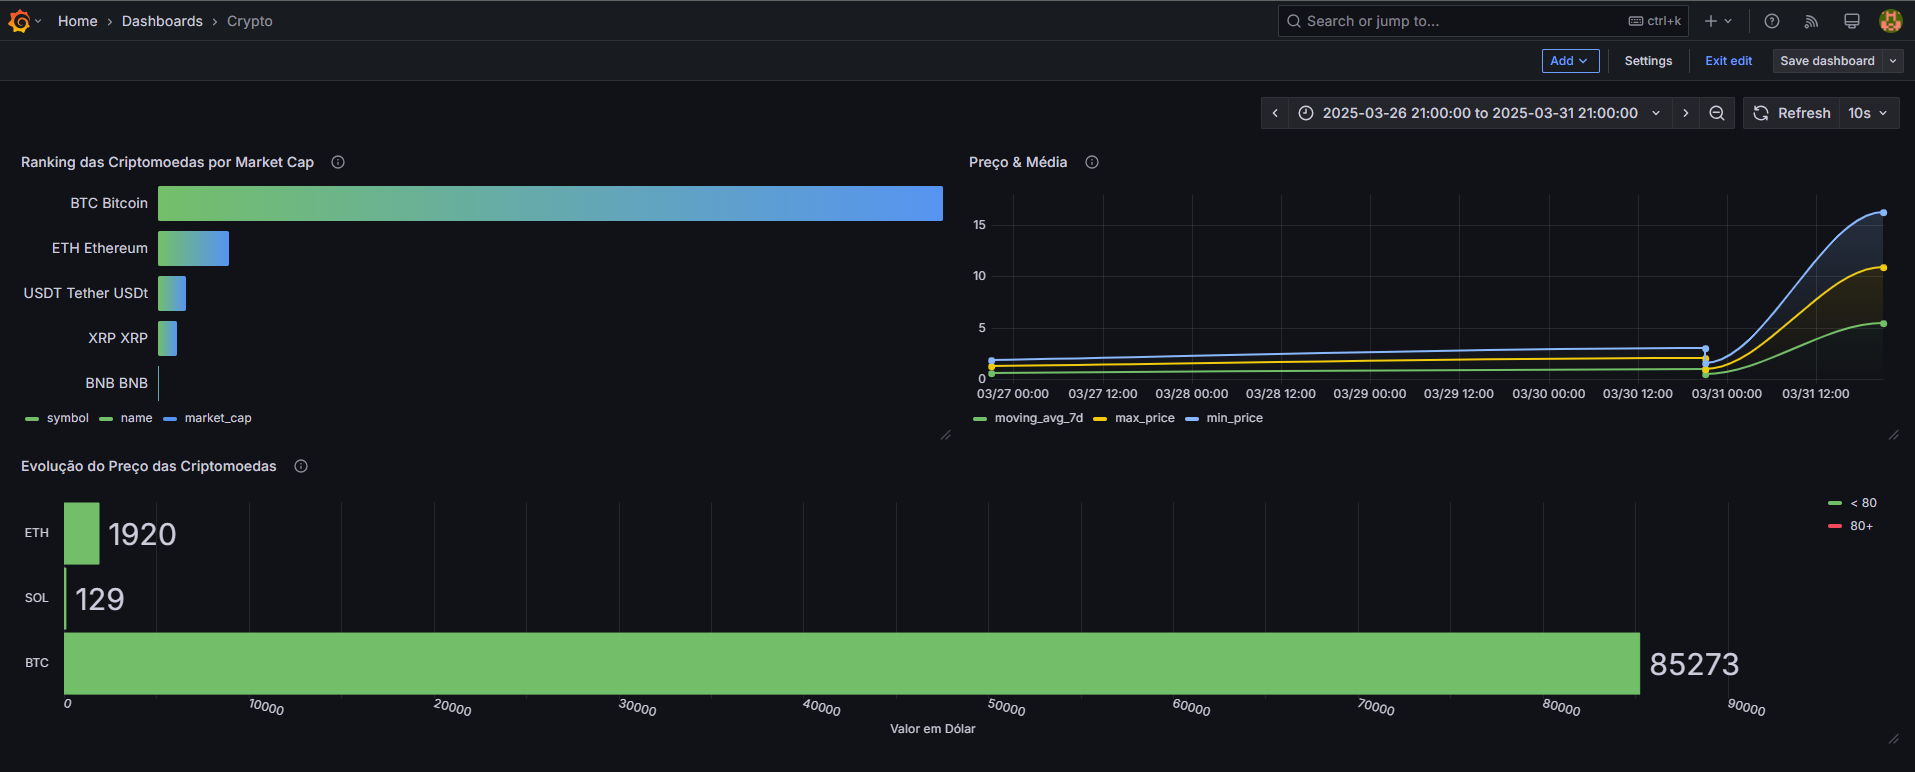 Home › Dashboards › Crypto
Search or jump to...
ctrl+k
Add
Settings
Exit edit
Save dashboard
2025-03-26 21:00:00 to 2025-03-31 21:00:00
Refresh
10s
Ranking das Criptomoedas por Market Cap
BTC Bitcoin
ETH Ethereum
USDT Tether USDt
XRP XRP
BNB BNB
symbol name market_cap
Preço & Média
15
10
5
0
03/27 00:00 03/27 12:00 03/28 00:00 03/28 12:00 03/29 00:00 03/29 12:00 03/30 00:00 03/30 12:00 03/31 00:00 03/31 12:00
moving_avg_7d max_price min_price
Evolução do Preço das Criptomoedas
< 80
80+
ETH 1920
SOL 129
BTC 85273
0 10000 20000 30000 40000 50000 60000 70000 80000 90000
Valor em Dólar